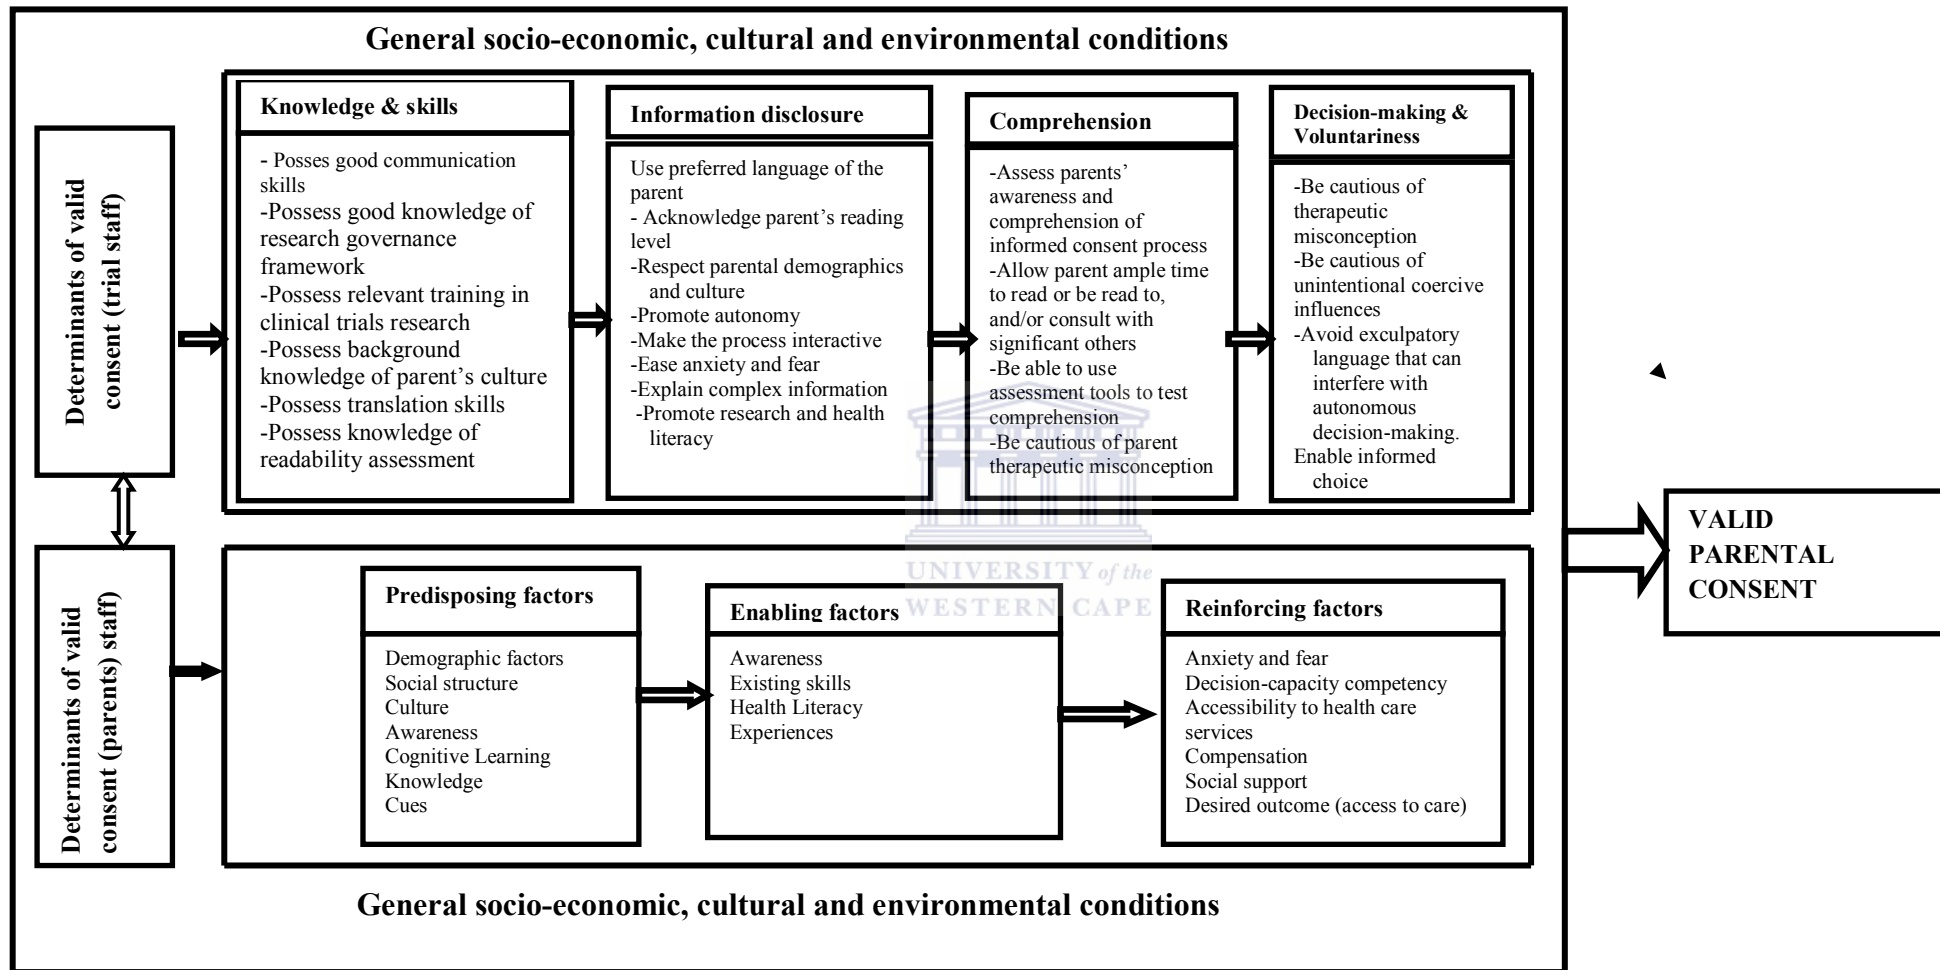 General socio-economic, cultural and environmental conditions
Determinants of valid
consent (trial staff)
Knowledge & skills
- Posses good communication
skills
-Possess good knowledge of
research governance
framework
-Possess relevant training in
clinical trials research
-Possess background
knowledge of parent's culture
-Possess translation skills
-Possess knowledge of
readability assessment
Information disclosure
Use preferred language of the
parent
- Acknowledge parent's reading
level
-Respect parental demographics
and culture
-Promote autonomy
-Make the process interactive
-Ease anxiety and fear
-Explain complex information
-Promote research and health
literacy
Comprehension
-Assess parents'
awareness and
comprehension of
informed consent process
-Allow parent ample time
to read or be read to,
and/or consult with
significant others
-Be able to use
assessment tools to test
comprehension
-Be cautious of parent
therapeutic misconception
Decision-making &
Voluntariness
-Be cautious of
therapeutic
misconception
-Be cautious of
unintentional coercive
influences
-Avoid exculpatory
language that can
interfere with
autonomous
decision-making.
Enable informed
choice
Determinants of valid
consent (parents) staff
Predisposing factors
Demographic factors
Social structure
Culture
Awareness
Cognitive Learning
Knowledge
Cues
Enabling factors
Awareness
Existing skills
Health Literacy
Experiences
Reinforcing factors
Anxiety and fear
Decision-capacity competency
Accessibility to health care
services
Compensation
Social support
Desired outcome (access to care)
UNIVERSITY of the
WESTERN CAPE
General socio-economic, cultural and environmental conditions
VALID
PARENTAL
CONSENT